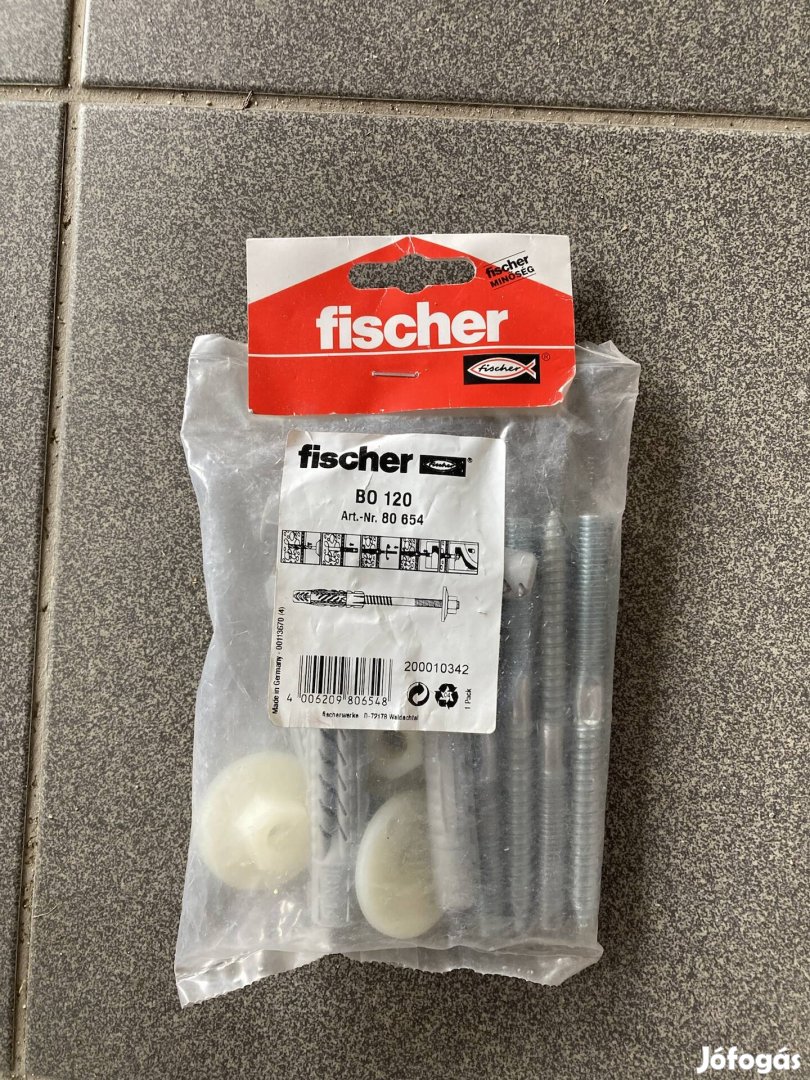 fischer
MINŐSÉG
fischer
fischer
®
fischer
fischer
®
BO 120
Art.-Nr. 80 654
Made in Germany · 00113670 (4)
200010342
4 006209 806548
1 Pack
fischerwerke · D-72178 Waldachtal
Jófogás